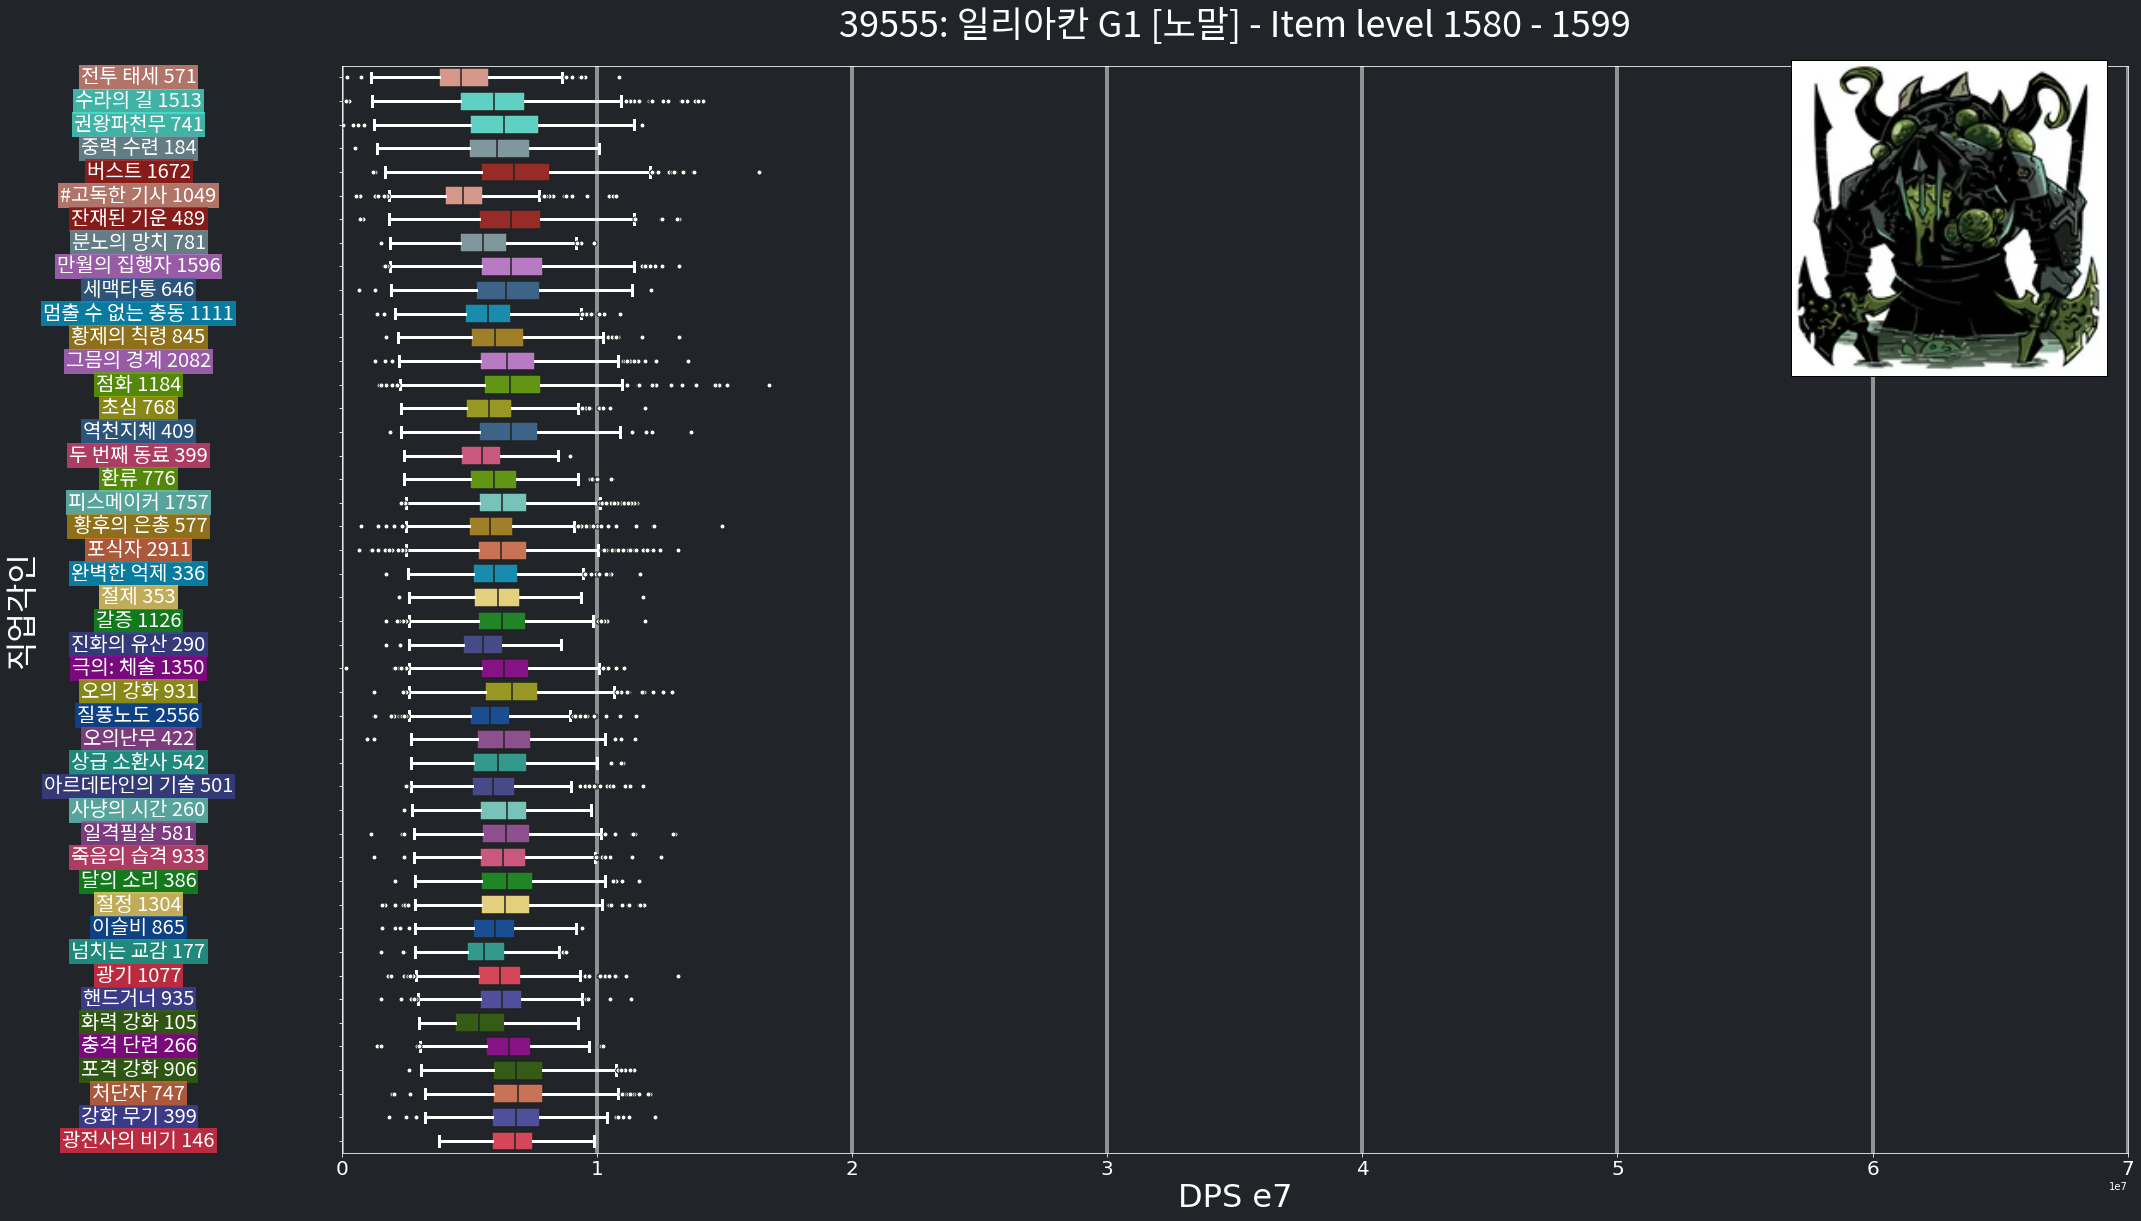 39555: 일리아칸 G1 [노말] - Item level 1580 - 1599
직업각인
전투 태세 571
수라의 길 1513
권왕파천무 741
중력 수련 184
버스트 1672
#고독한 기사 1049
잔재된 기운 489
분노의 망치 781
만월의 집행자 1596
세맥타통 646
멈출 수 없는 충동 1111
황제의 칙령 845
그믐의 경계 2082
점화 1184
초심 768
역천지체 409
두 번째 동료 399
환류 776
피스메이커 1757
황후의 은총 577
포식자 2911
완벽한 억제 336
절제 353
갈증 1126
진화의 유산 290
극의: 체술 1350
오의 강화 931
질풍노도 2556
오의난무 422
상급 소환사 542
아르데타인의 기술 501
사냥의 시간 260
일격필살 581
죽음의 습격 933
달의 소리 386
절정 1304
이슬비 865
넘치는 교감 177
광기 1077
핸드거너 935
화력 강화 105
충격 단련 266
포격 강화 906
처단자 747
강화 무기 399
광전사의 비기 146
0 1 2 3 4 5 6 7
1e7
DPS e7